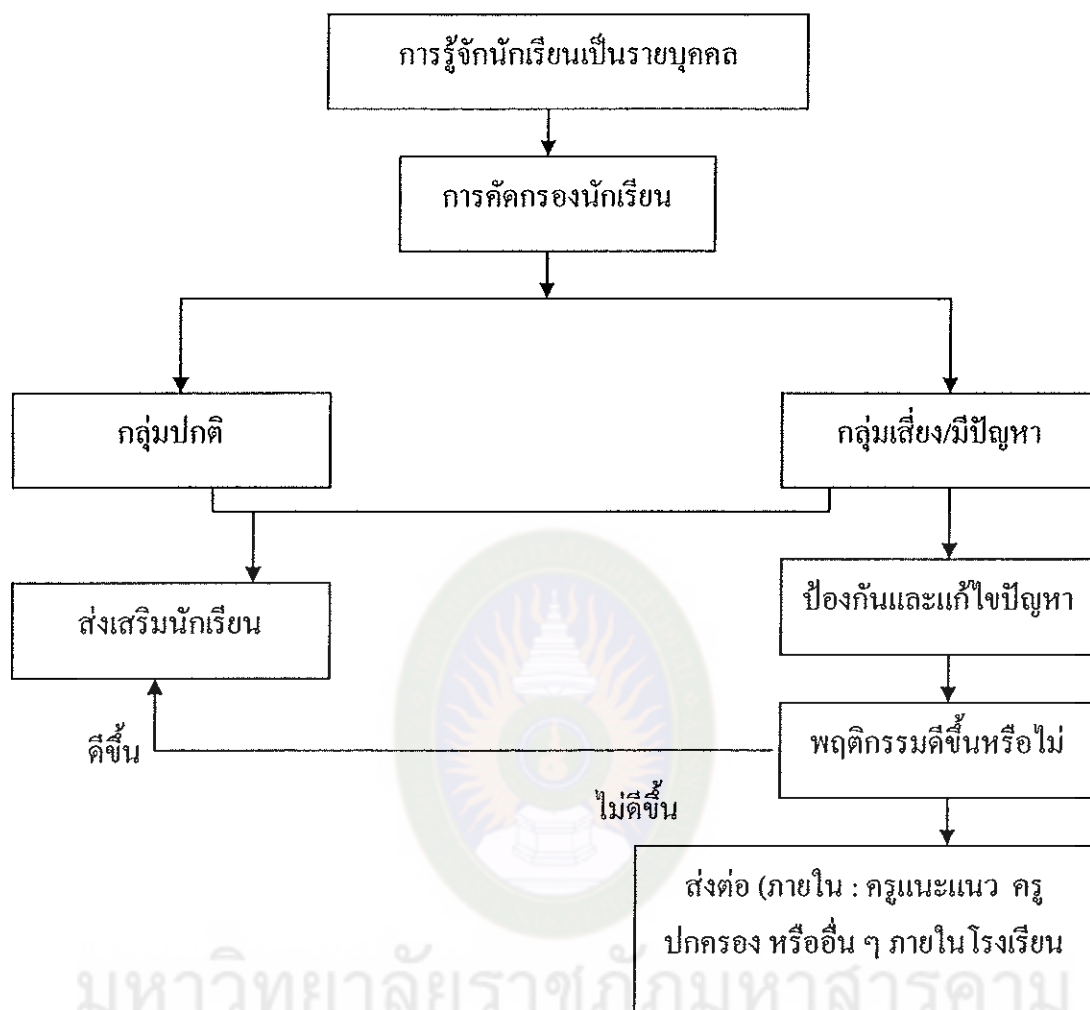 การรู้จักนักเรียนเป็นรายบุคคล
การคัดกรองนักเรียน
กลุ่มปกติ
กลุ่มเสี่ยง/มีปัญหา
ส่งเสริมนักเรียน
ป้องกันและแก้ไขปัญหา
ดีขึ้น
พฤติกรรมดีขึ้นหรือไม่
ไม่ดีขึ้น
ส่งต่อ (ภายใน : ครูแนะแนว ครู
ปกครอง หรืออื่น ๆ ภายในโรงเรียน
มหาวิทยาลัยราชภัฏมหาสารคาม